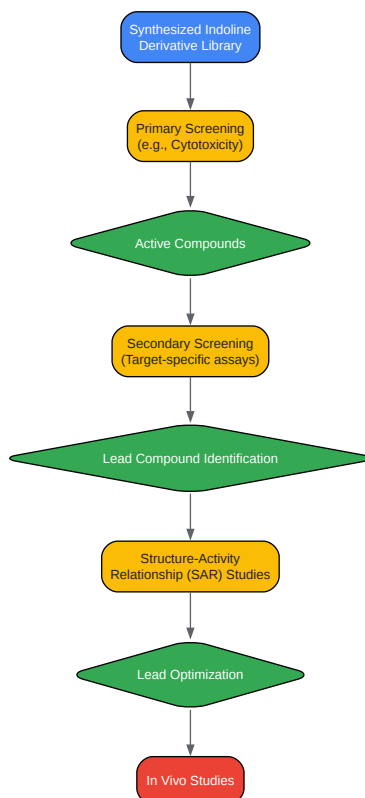 Synthesized Indoline
Derivative Library
Primary Screening
(e.g., Cytotoxicity)
Active Compounds
Secondary Screening
(Target-specific assays)
Lead Compound Identification
Structure-Activity
Relationship (SAR) Studies
Lead Optimization
In Vivo Studies